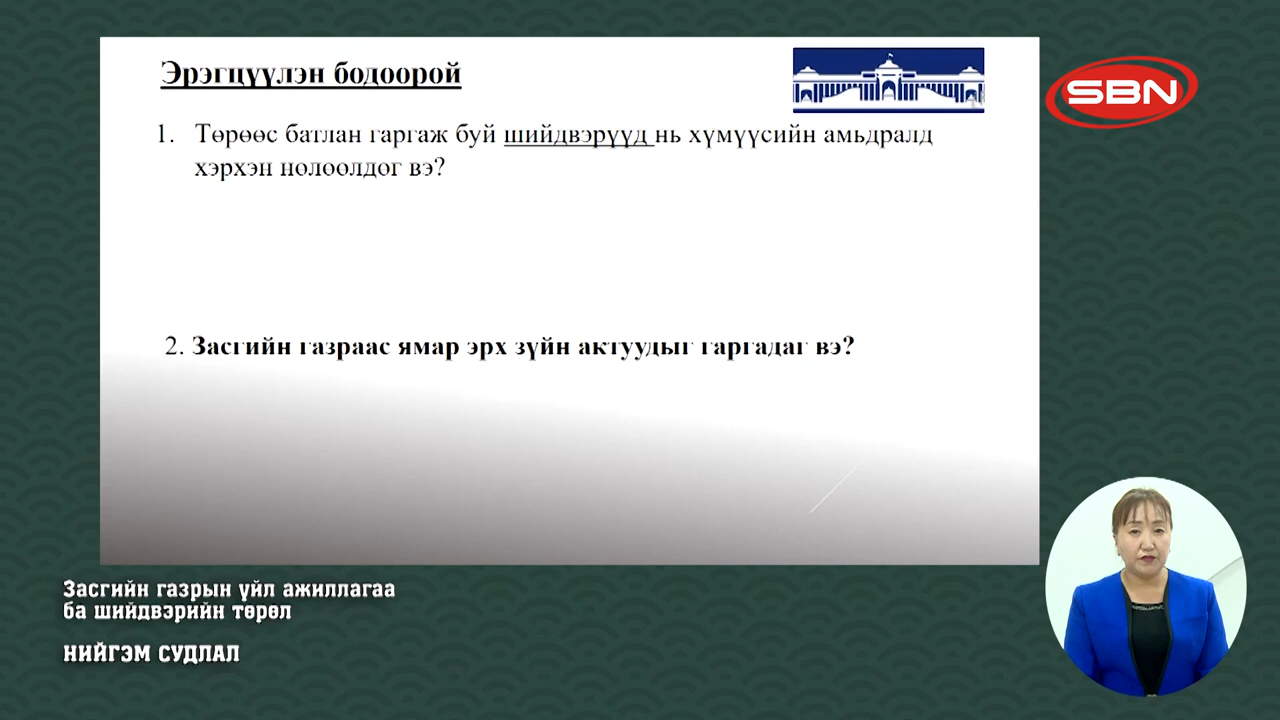 Эрэгцүүлэн бодоорой
SBN
1. Төрөөс батлан гаргаж буй шийдвэрүүд нь хүмүүсийн амьдралд
хэрхэн нөлөөлдөг вэ?
2. Засгийн газраас ямар эрх зүйн актуудыг гаргадаг вэ?
Засгийн газрын үйл ажиллагаа
ба шийдвэрийн төрөл
НИЙГЭМ СУДЛАЛ